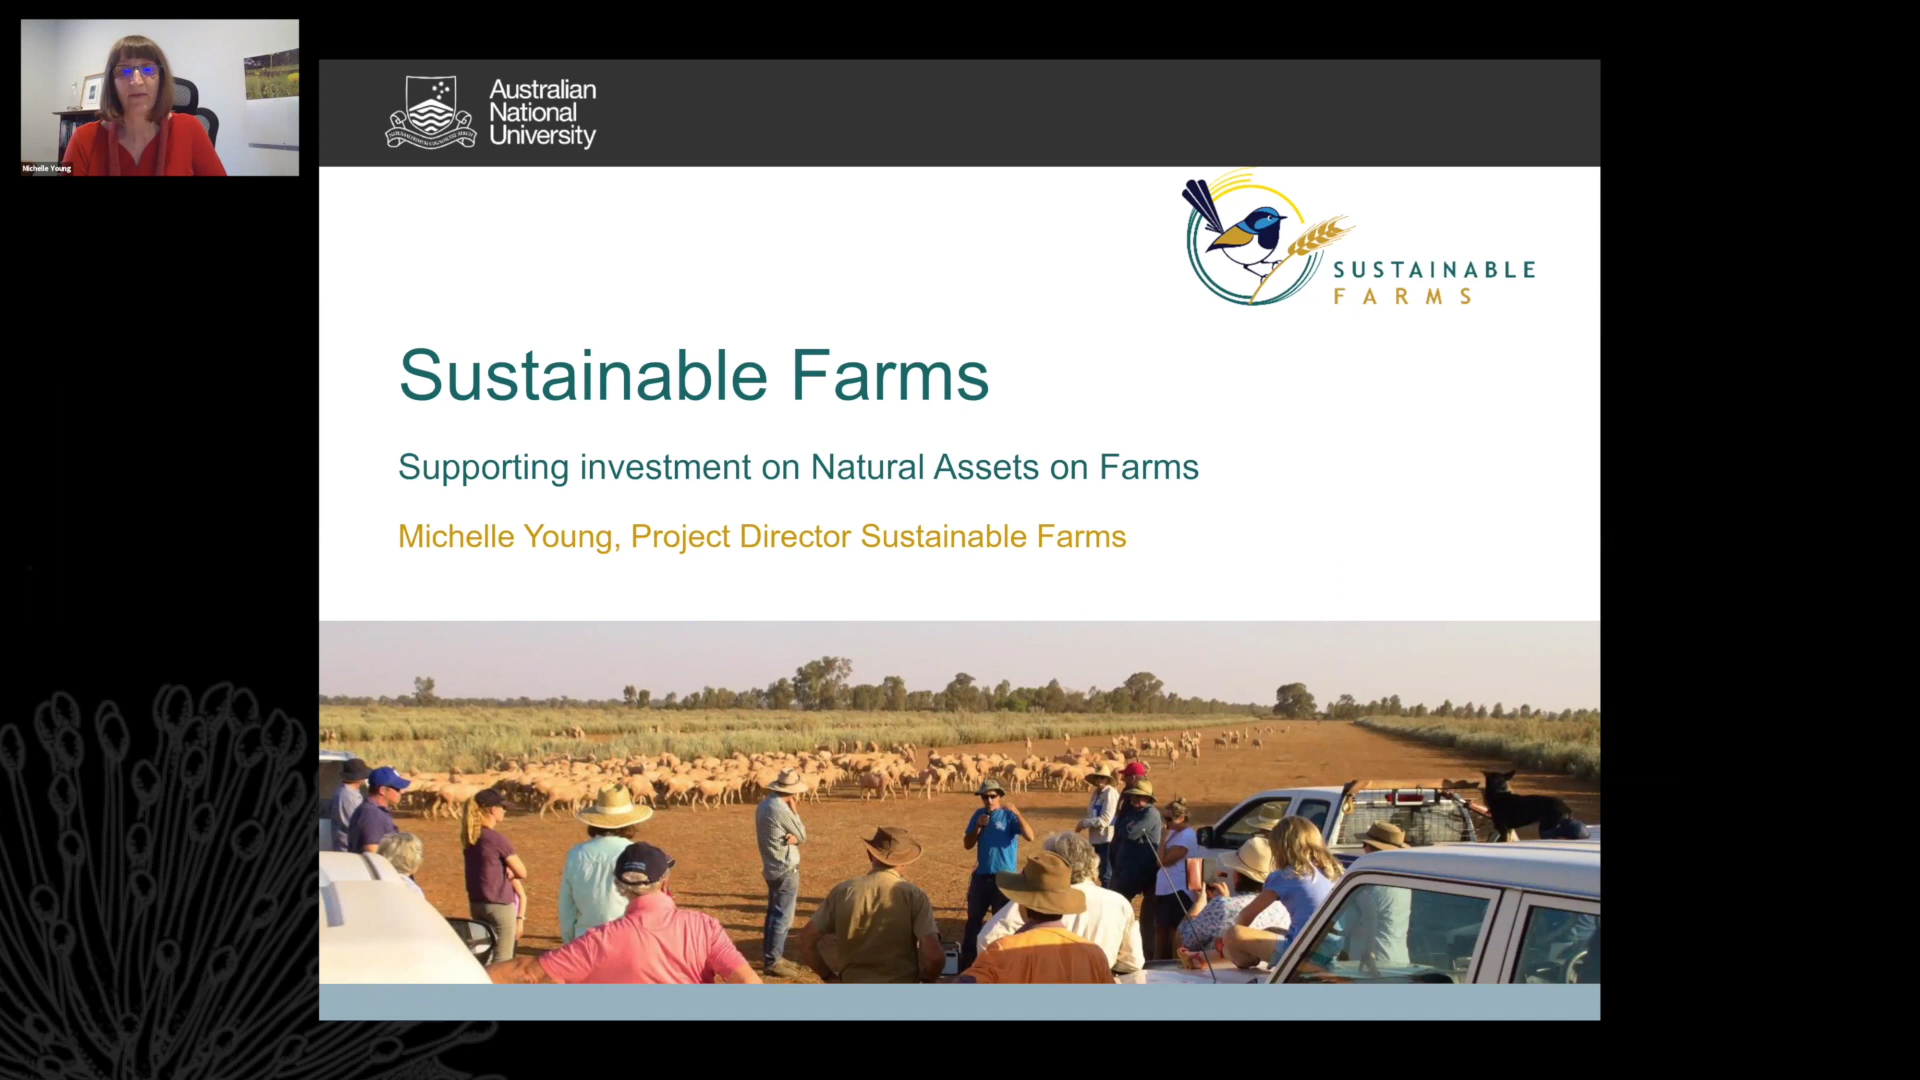 Michelle Young
Australian
National
University
SUSTAINABLE
FARMS
Sustainable Farms
Supporting investment on Natural Assets on Farms
Michelle Young, Project Director Sustainable Farms